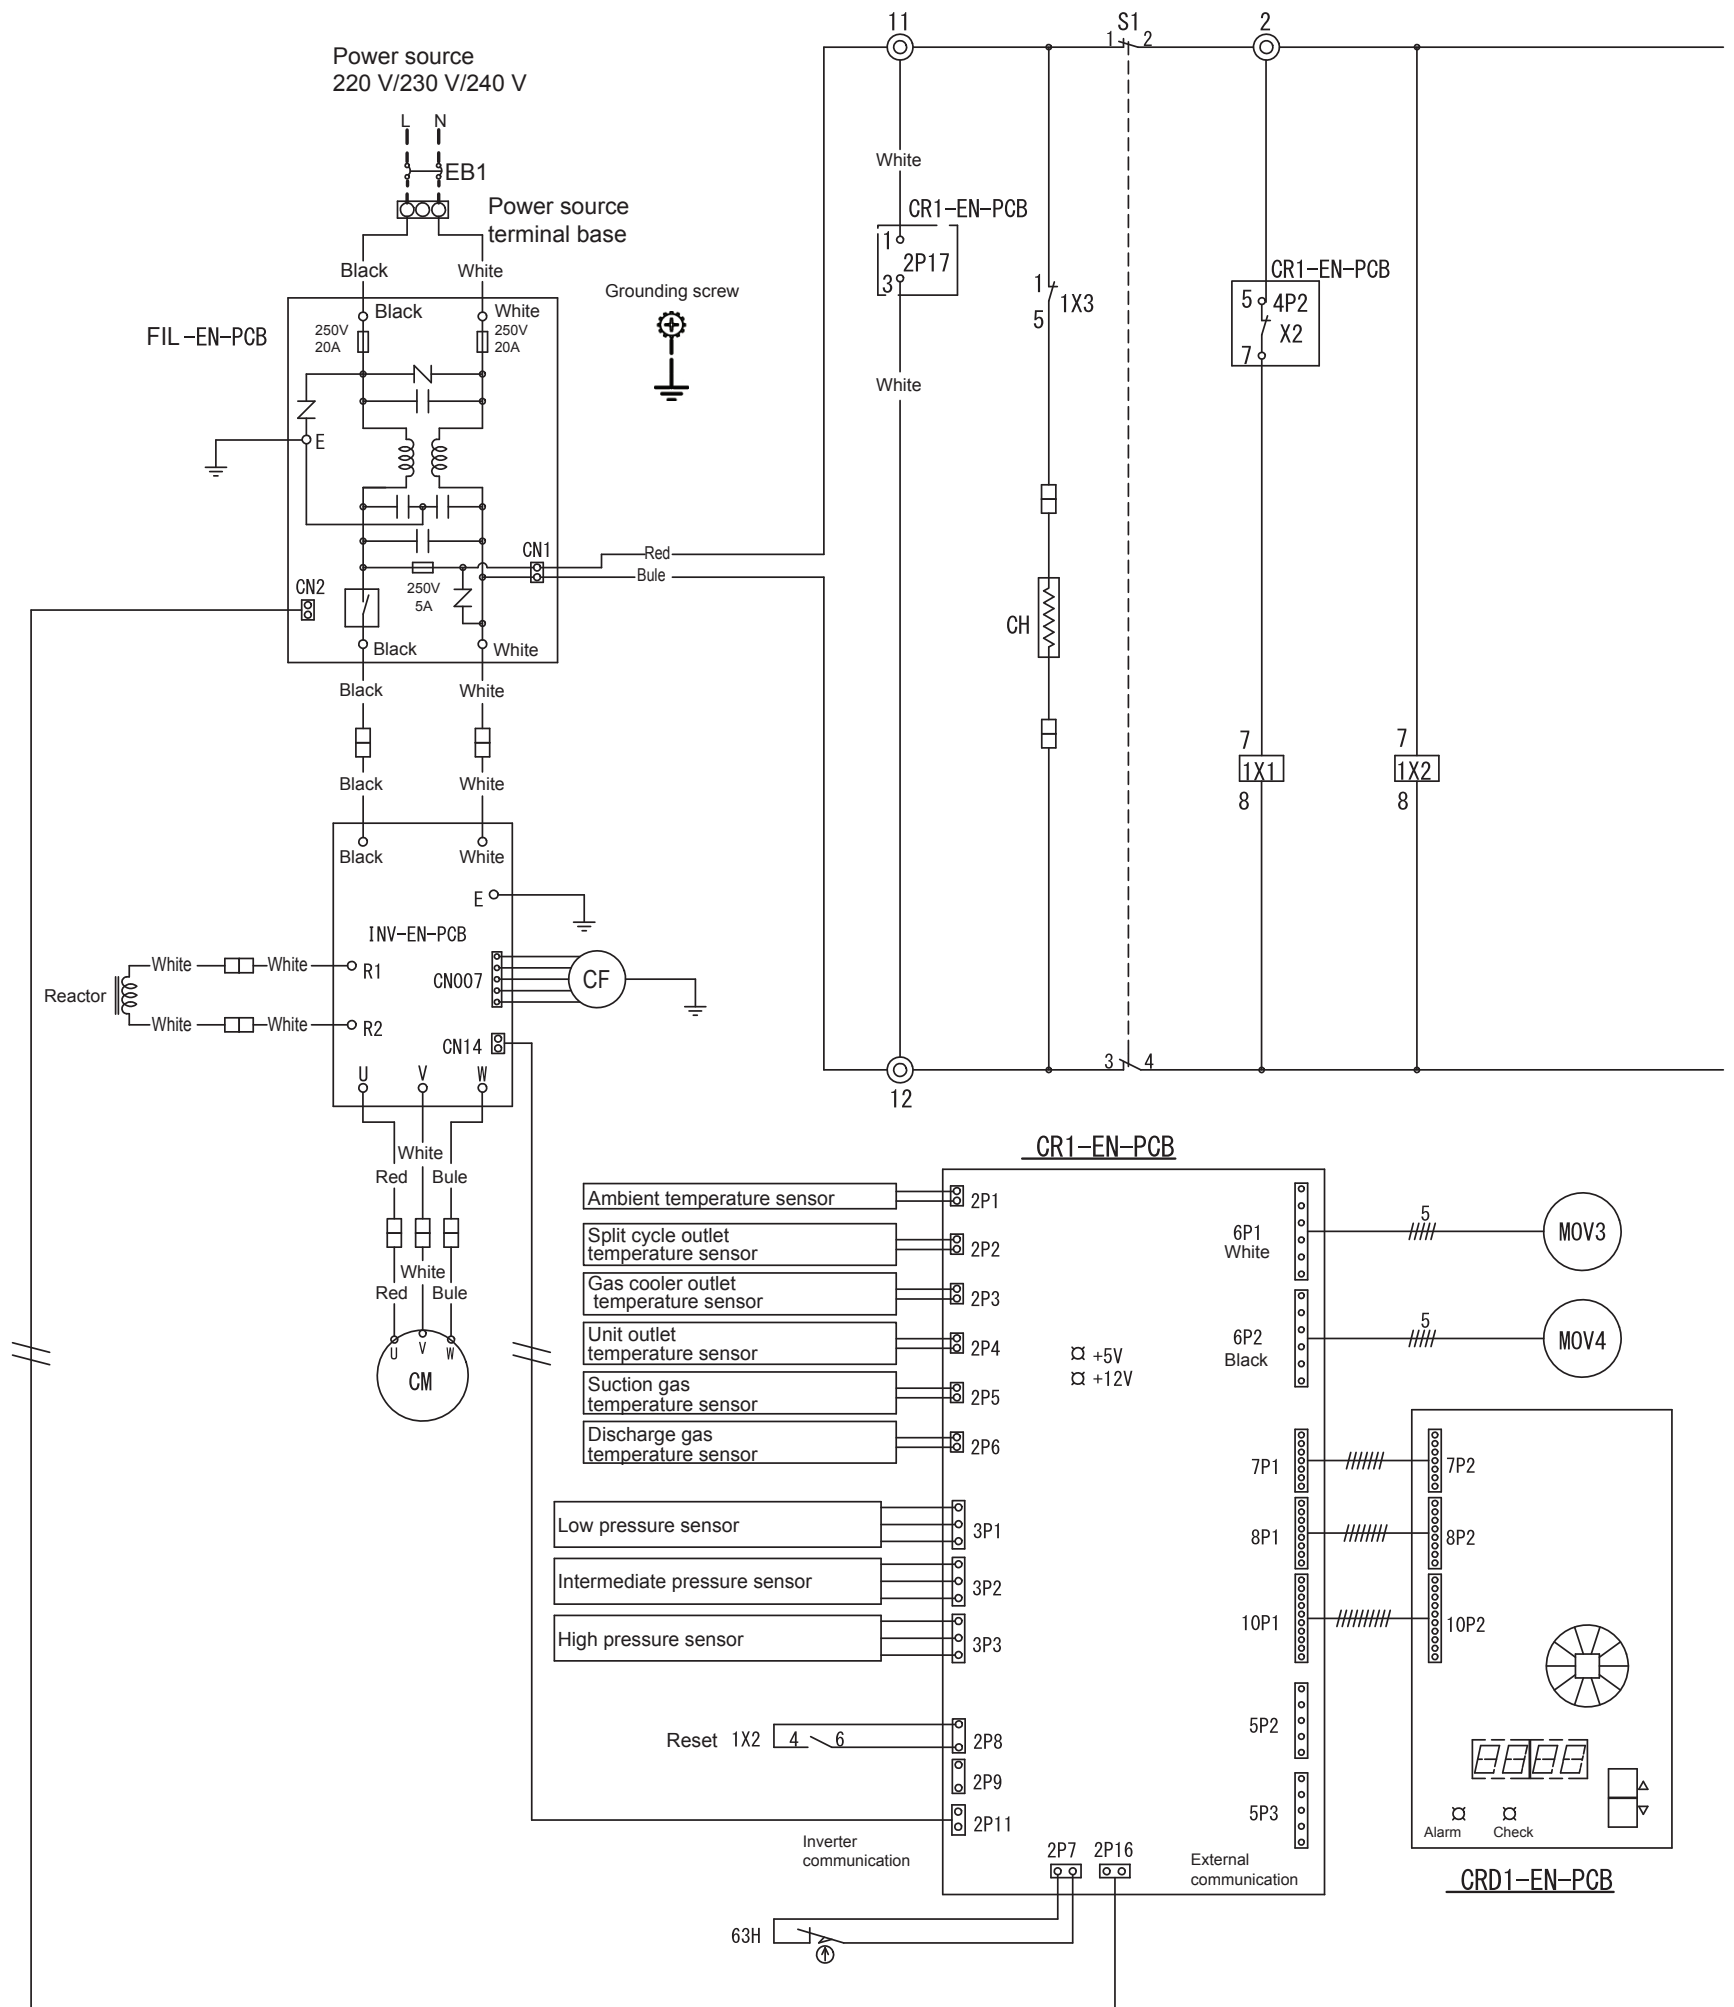 Power source
220 V/230 V/240 V
L N
EB1
Power source
terminal base
Black White
Grounding screw
FIL-EN-PCB
Black White
250V
20A
250V
20A
E
CN1
CN2
250V
5A
Red
Bule
Black White
Black White
Black White
Black White
E
INV-EN-PCB
CN007
CF
Reactor
White White R1
White White R2
CN14
U V W
White
Red Bule
White
Red Bule
U V W
CM
11
S1
1 2
2
White
CR1-EN-PCB
1
2P17
3
White
1
1X3
5
CR1-EN-PCB
5 4P2
X2
7
CH
7
1X1
8
7
1X2
8
3 4
12
CR1-EN-PCB
Ambient temperature sensor 2P1
Split cycle outlet
temperature sensor 2P2
Gas cooler outlet
temperature sensor 2P3
Unit outlet
temperature sensor 2P4
Suction gas
temperature sensor 2P5
Discharge gas
temperature sensor 2P6
Low pressure sensor 3P1
Intermediate pressure sensor 3P2
High pressure sensor 3P3
Reset 1X2 4 6 2P8
2P9
2P11
Inverter
communication
+5V
+12V
6P1
White
5
MOV3
6P2
Black
5
MOV4
7P1 7P2
8P1 8P2
10P1 10P2
5P2
5P3
2P7 2P16
External
communication
63H
88:88
Alarm Check
CRD1-EN-PCB